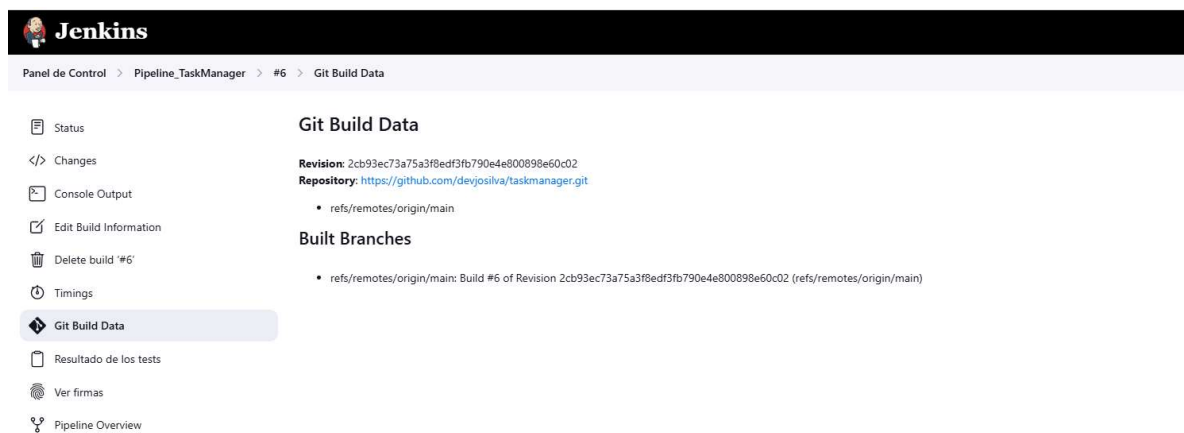 Jenkins
Panel de Control > Pipeline_TaskManager > #6 > Git Build Data
Status
Changes
Console Output
Edit Build Information
Delete build '#6'
Timings
Git Build Data
Resultado de los tests
Ver firmas
Pipeline Overview
Git Build Data
Revision: 2cb93ec73a75a3f8edf3fb790e4e800898e60c02
Repository: https://github.com/devjosilva/taskmanager.git
• refs/remotes/origin/main
Built Branches
• refs/remotes/origin/main: Build #6 of Revision 2cb93ec73a75a3f8edf3fb790e4e800898e60c02 (refs/remotes/origin/main)